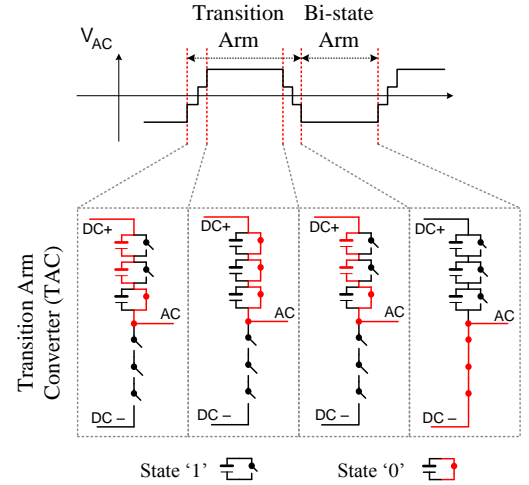 Transition Arm
Bi-state Arm
VAC
Transition Arm Converter (TAC)
DC+
AC
DC –
DC+
AC
DC –
DC+
AC
DC –
DC+
AC
DC –
State ‘1’
State ‘0’